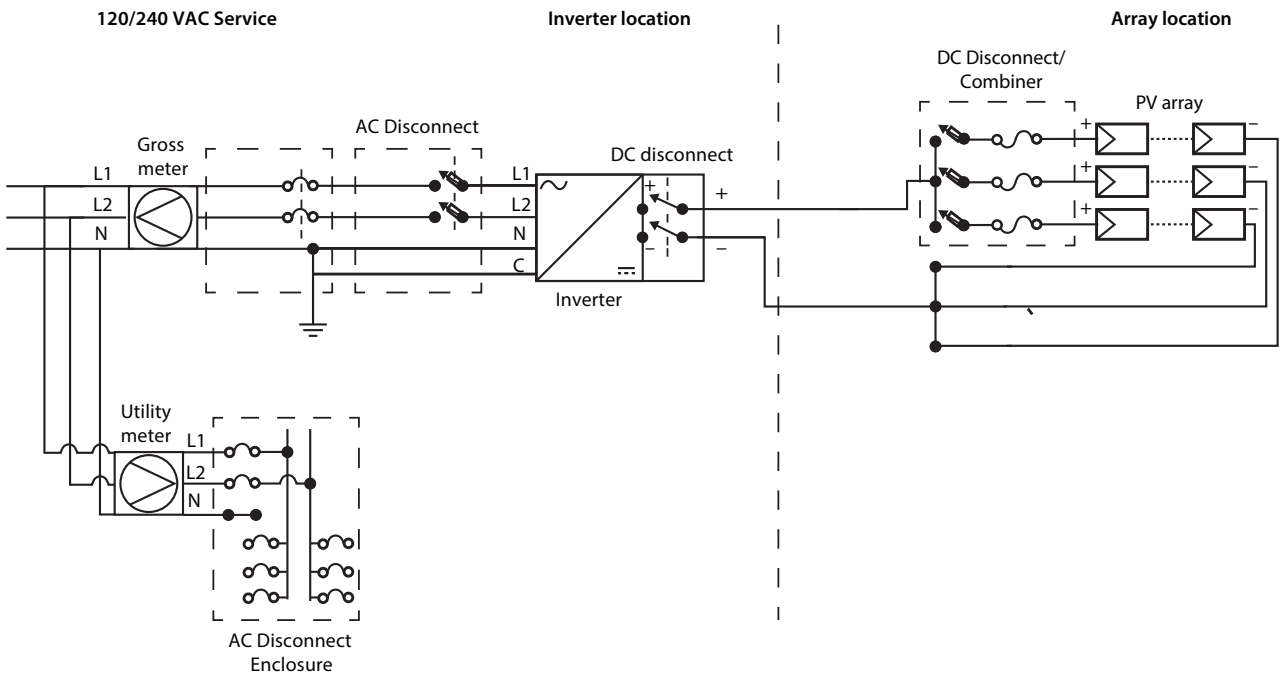 120/240 VAC Service
Inverter location
Array location
DC Disconnect/
Combiner
PV array
AC Disconnect
Gross
meter
DC disconnect
L1
L2
N
L1
L2
N
C
+
−
+
−
Inverter
+
−
+
−
+
−
Utility
meter
L1
L2
N
AC Disconnect
Enclosure